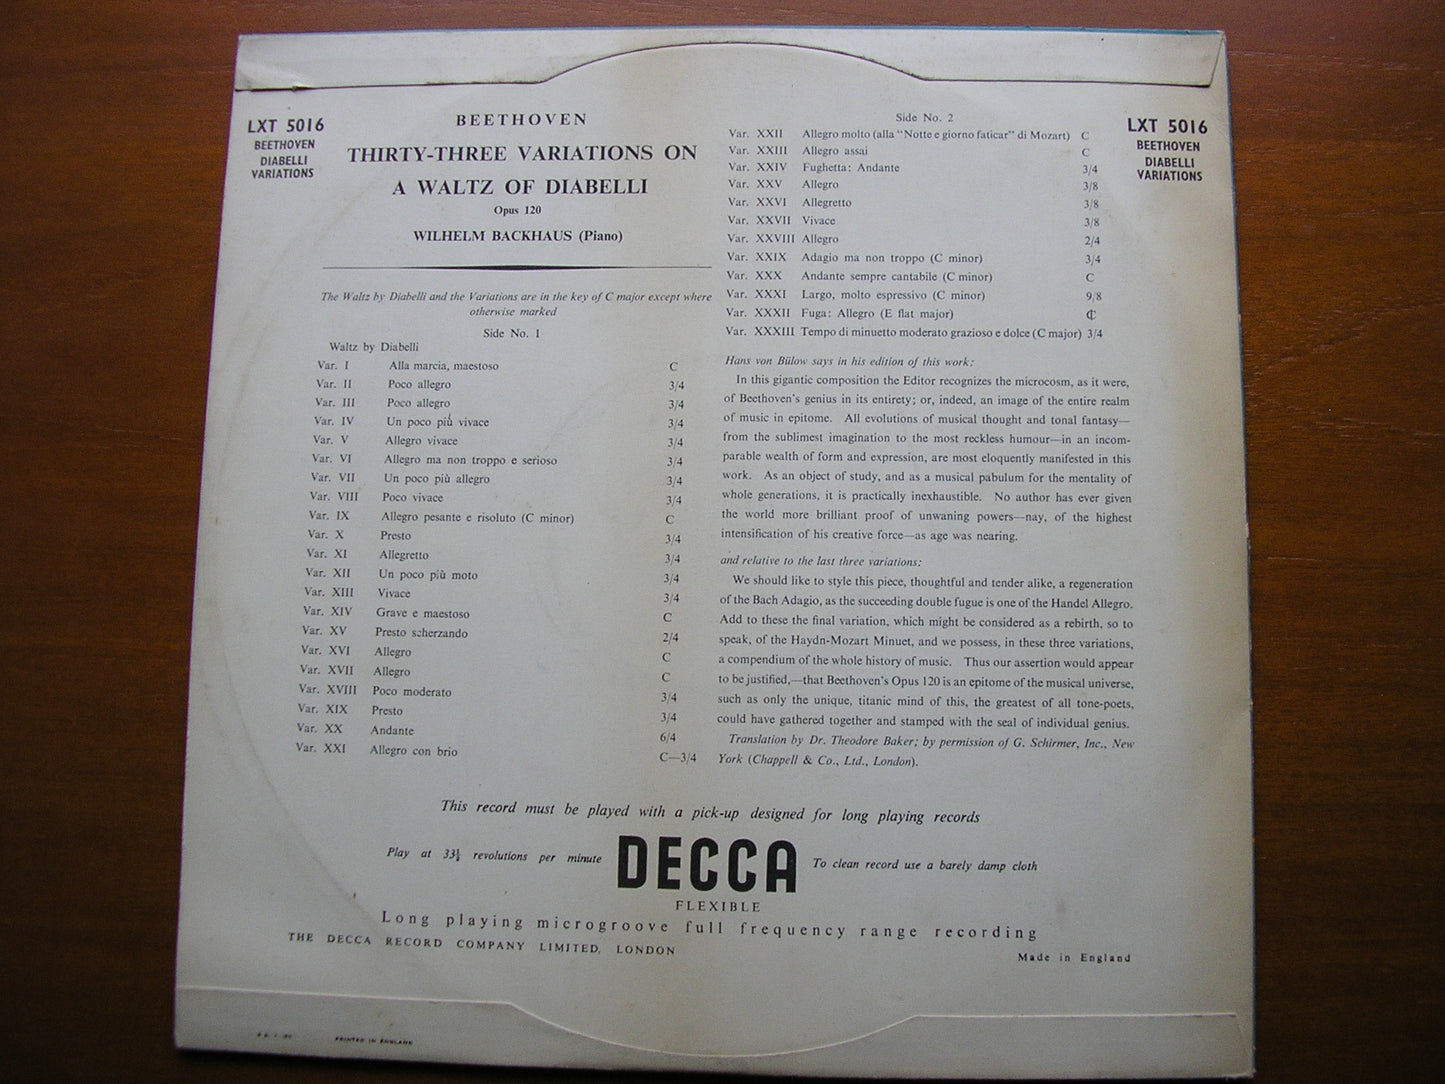 LXT 5016
BEETHOVEN
DIABELLI
VARIATIONS
BEETHOVEN
THIRTY-THREE VARIATIONS ON
A WALTZ OF DIABELLI
Opus 120
WILHELM BACKHAUS (Piano)
The Waltz by Diabelli and the Variations are in the key of C major except where
otherwise marked
Side No. 1
Waltz by Diabelli
Var. I Alla marcia, maestoso C
Var. II Poco allegro 3/4
Var. III Poco allegro 3/4
Var. IV Un poco più vivace 3/4
Var. V Allegro vivace 3/4
Var. VI Allegro ma non troppo e serioso 3/4
Var. VII Un poco più allegro 3/4
Var. VIII Poco vivace 3/4
Var. IX Allegro pesante e risoluto (C minor) C
Var. X Presto 3/4
Var. XI Allegretto 3/4
Var. XII Un poco più moto 3/4
Var. XIII Vivace 3/4
Var. XIV Grave e maestoso C
Var. XV Presto scherzando 2/4
Var. XVI Allegro C
Var. XVII Allegro C
Var. XVIII Poco moderato 3/4
Var. XIX Presto 3/4
Var. XX Andante 6/4
Var. XXI Allegro con brio C—3/4
Side No. 2
Var. XXII Allegro molto (alla "Notte e giorno faticar" di Mozart) C
Var. XXIII Allegro assai C
Var. XXIV Fughetta: Andante 3/4
Var. XXV Allegro 3/8
Var. XXVI Allegretto 3/8
Var. XXVII Vivace 3/8
Var. XXVIII Allegro 2/4
Var. XXIX Adagio ma non troppo (C minor) 3/4
Var. XXX Andante sempre cantabile (C minor) C
Var. XXXI Largo, molto espressivo (C minor) 9/8
Var. XXXII Fuga: Allegro (E flat major) ₵
Var. XXXIII Tempo di minuetto moderato grazioso e dolce (C major) 3/4
Hans von Bülow says in his edition of this work:
In this gigantic composition the Editor recognizes the microcosm, as it were,
of Beethoven's genius in its entirety; or, indeed, an image of the entire realm
of music in epitome. All evolutions of musical thought and tonal fantasy—
from the sublimest imagination to the most reckless humour—in an incom-
parable wealth of form and expression, are most eloquently manifested in this
work. As an object of study, and as a musical pabulum for the mentality of
whole generations, it is practically inexhaustible. No author has ever given
the world more brilliant proof of unwaning powers—nay, of the highest
intensification of his creative force—as age was nearing.
and relative to the last three variations:
We should like to style this piece, thoughtful and tender alike, a regeneration
of the Bach Adagio, as the succeeding double fugue is one of the Handel Allegro.
Add to these the final variation, which might be considered as a rebirth, so to
speak, of the Haydn-Mozart Minuet, and we possess, in these three variations,
a compendium of the whole history of music. Thus our assertion would appear
to be justified,—that Beethoven's Opus 120 is an epitome of the musical universe,
such as only the unique, titanic mind of this, the greatest of all tone-poets,
could have gathered together and stamped with the seal of individual genius.
Translation by Dr. Theodore Baker; by permission of G. Schirmer, Inc., New
York (Chappell & Co., Ltd., London).
LXT 5016
BEETHOVEN
DIABELLI
VARIATIONS
This record must be played with a pick-up designed for long playing records
Play at 33⅓ revolutions per minute
DECCA
To clean record use a barely damp cloth
FLEXIBLE
Long playing microgroove full frequency range recording
THE DECCA RECORD COMPANY LIMITED, LONDON
Made in England
PRINTED IN ENGLAND